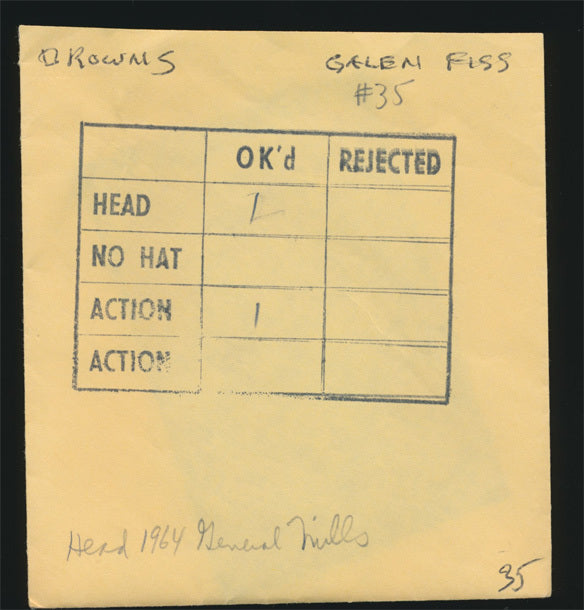 BROWNS GALEN FISS
#35
OK'd REJECTED
HEAD 1
NO HAT
ACTION 1
ACTION
Head 1964 General Mills
35